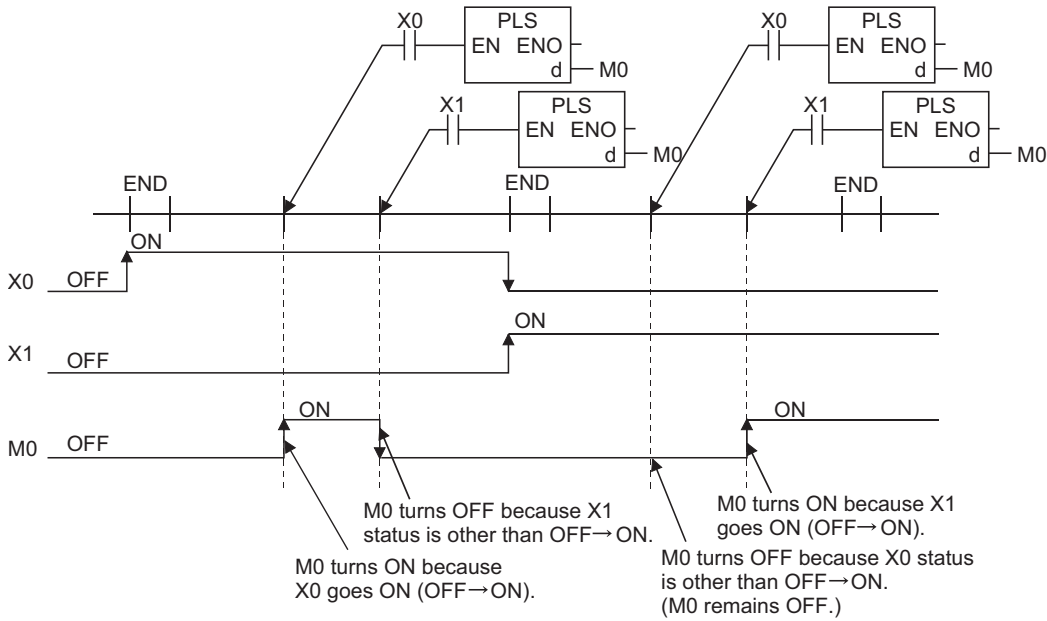 X0 PLS X0 PLS
EN ENO EN ENO
d M0 d M0
X1 PLS X1 PLS
EN ENO EN ENO
d M0 d M0
END END END
ON
X0 OFF
ON
X1 OFF
ON ON
M0 OFF
M0 turns OFF because X1
status is other than OFF→ON.
M0 turns ON because
X0 goes ON (OFF→ON).
M0 turns ON because X1
goes ON (OFF→ON).
M0 turns OFF because X0 status
is other than OFF→ON.
(M0 remains OFF.)